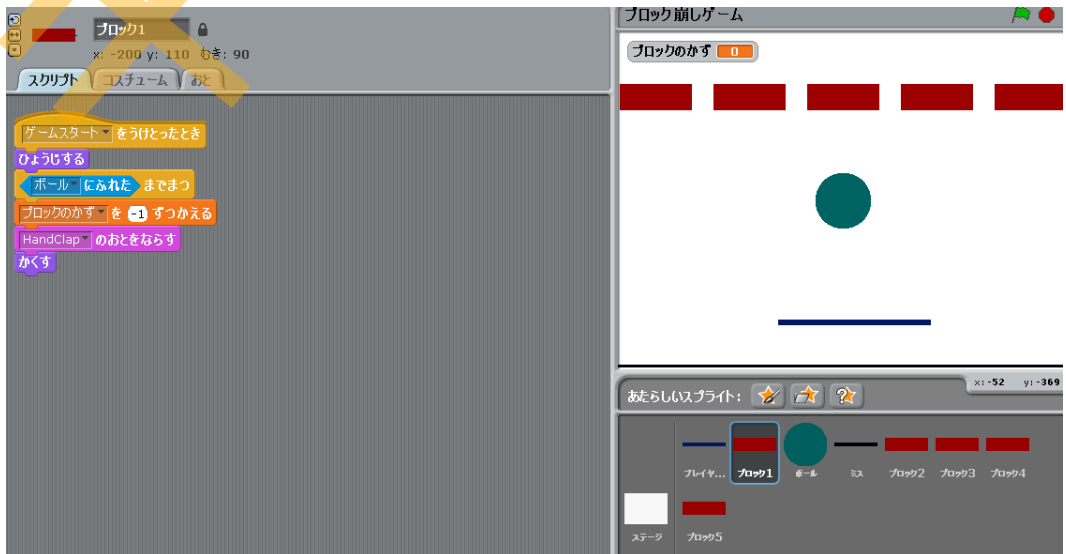 ブロック1
x: -200 y: 110 むき: 90
スクリプト コスチューム おと
ゲームスタート をうけとったとき
ひょうじする
ボール にふれた までまつ
ブロックのかず を -1 ずつかえる
HandClap のおとをならす
かくす
ブロック崩しゲーム
ブロックのかず 0
x: -52 y: -369
あたらしいスプライト:
プレイヤ... ブロック1 ボール ミス ブロック2 ブロック3 ブロック4
ステージ ブロック5